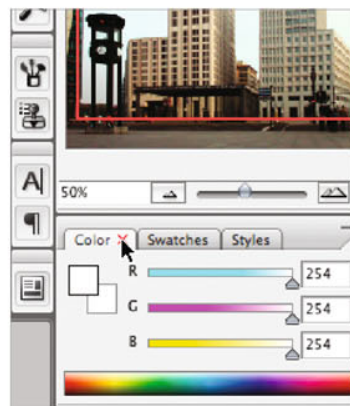 A
¶
50%
Color × Swatches Styles
R 254
G 254
B 254